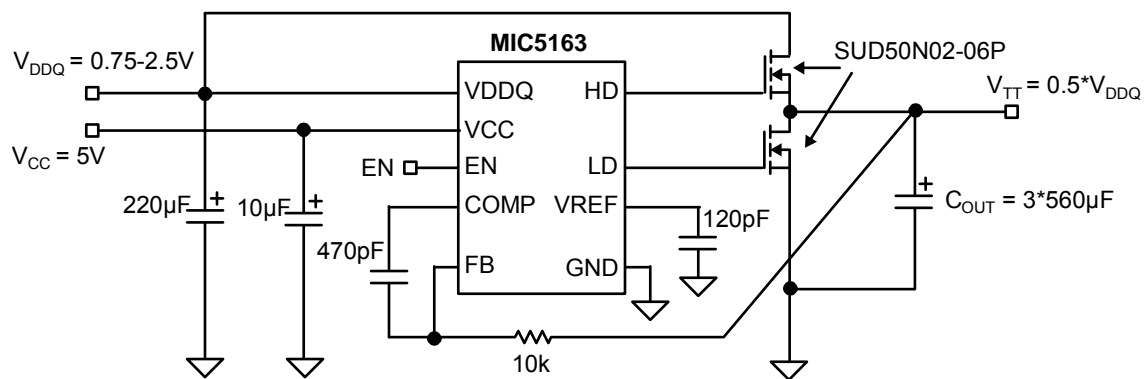 MIC5163
SUD50N02-06P
V_DDQ = 0.75-2.5V
V_TT = 0.5*V_DDQ
VDDQ
HD
VCC
V_CC = 5V
EN
EN
LD
220µF
+
10µF
+
COMP
VREF
120pF
+
C_OUT = 3*560µF
470pF
FB
GND
10k